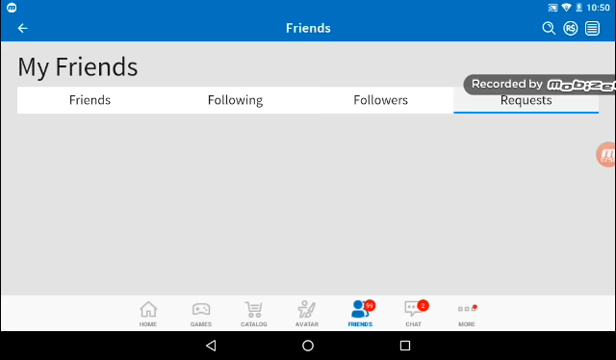 10:50
Friends
R$
My Friends
Recorded by mobizen
Friends Following Followers Requests
99 2
HOME GAMES CATALOG AVATAR FRIENDS CHAT MORE